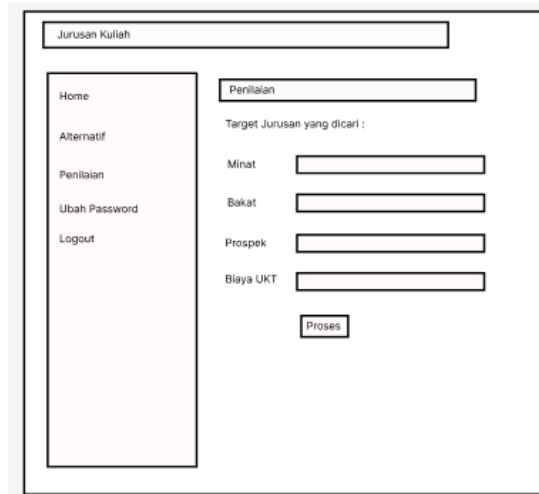 Jurusan Kuliah
Home
Alternatif
Penilaian
Ubah Password
Logout
Penilaian
Target Jurusan yang dicari :
Minat
Bakat
Prospek
Biaya UKT
Proses